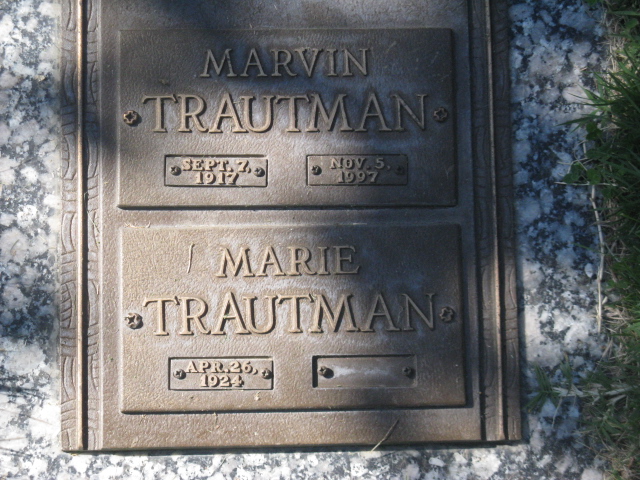 MARVIN
TRAUTMAN
SEPT. 7, NOV. 5,
1917 1997
MARIE
TRAUTMAN
APR. 26,
1924